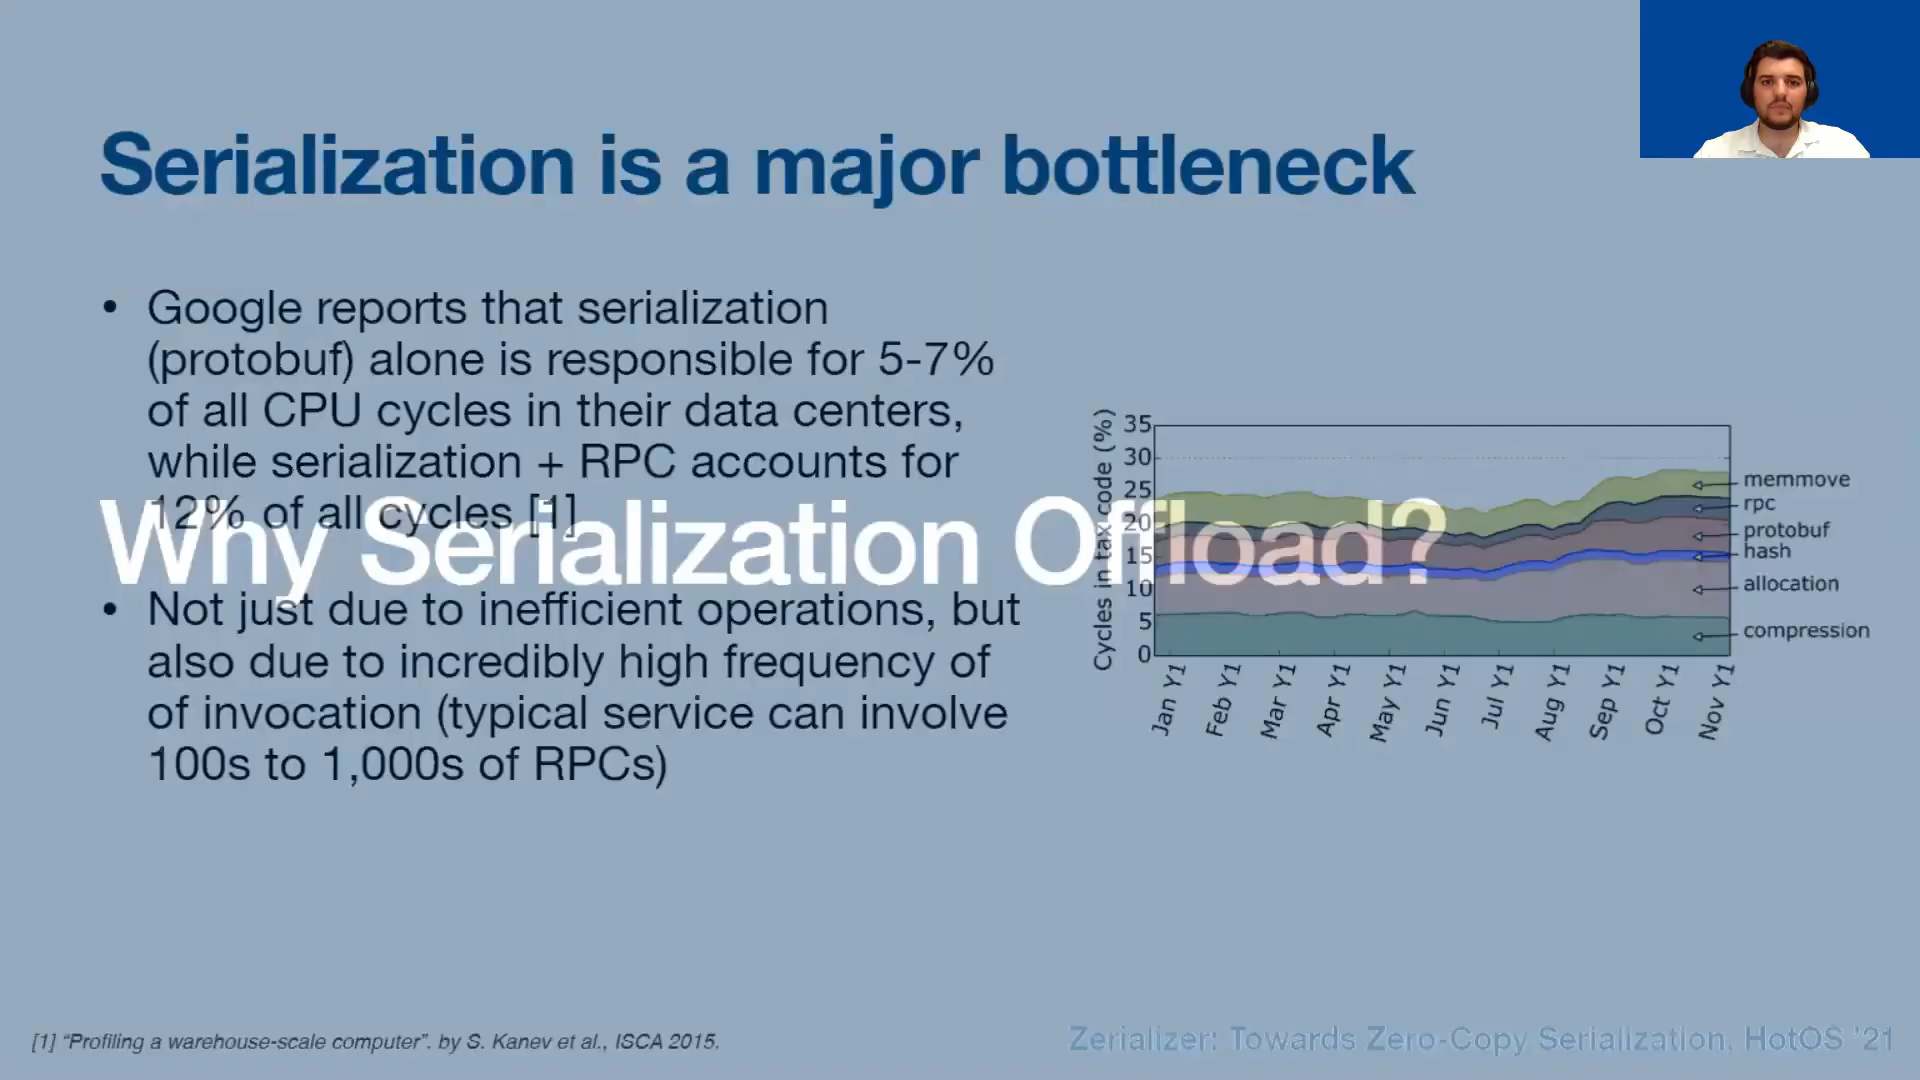 Serialization is a major bottleneck
• Google reports that serialization
(protobuf) alone is responsible for 5-7%
of all CPU cycles in their data centers,
while serialization + RPC accounts for
12% of all cycles [1]
Why Serialization Offload?
• Not just due to inefficient operations, but
also due to incredibly high frequency of
of invocation (typical service can involve
100s to 1,000s of RPCs)
Cycles in tax code (%)
35
30
25
20
15
10
5
0
memmove
rpc
protobuf
hash
allocation
compression
Jan Y1
Feb Y1
Mar Y1
Apr Y1
May Y1
Jun Y1
Jul Y1
Aug Y1
Sep Y1
Oct Y1
Nov Y1
[1] “Profiling a warehouse-scale computer”. by S. Kanev et al., ISCA 2015.
Zerializer: Towards Zero-Copy Serialization. HotOS '21